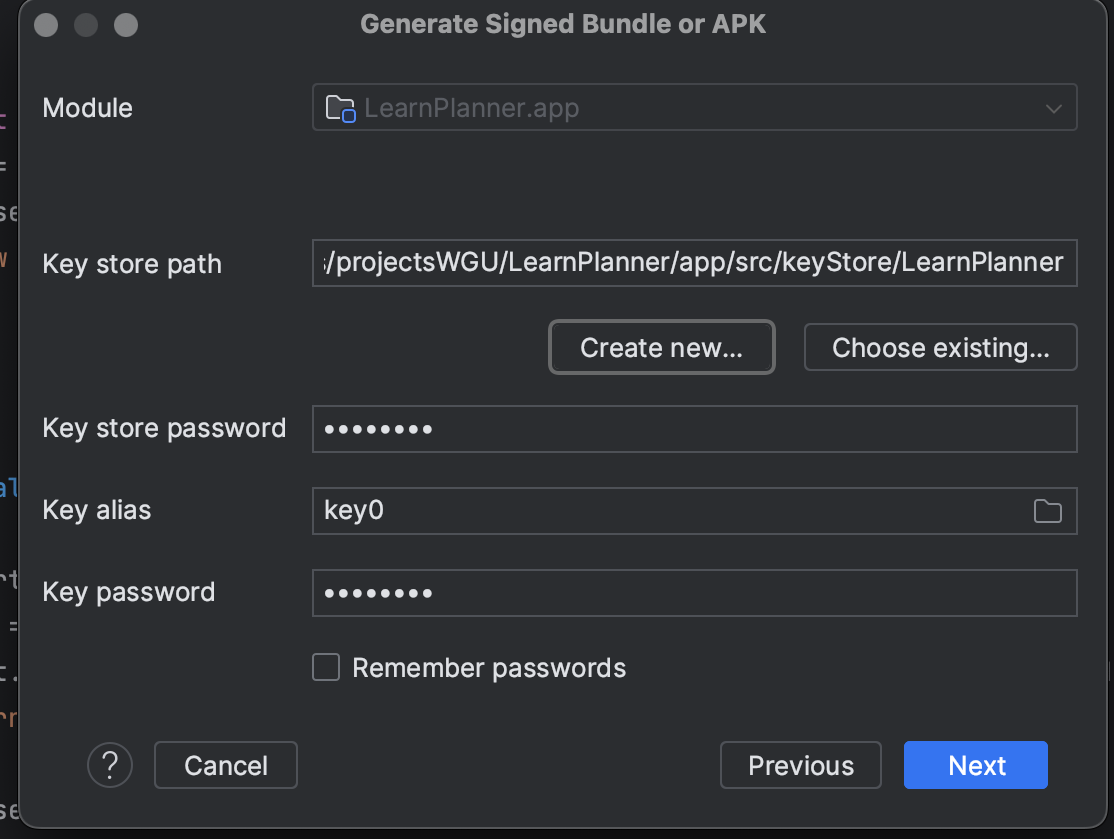 Generate Signed Bundle or APK
Module
LearnPlanner.app
Key store path
/projectsWGU/LearnPlanner/app/src/keyStore/LearnPlanner
Create new...
Choose existing...
Key store password
••••••••
Key alias
key0
Key password
••••••••
Remember passwords
?
Cancel
Previous
Next